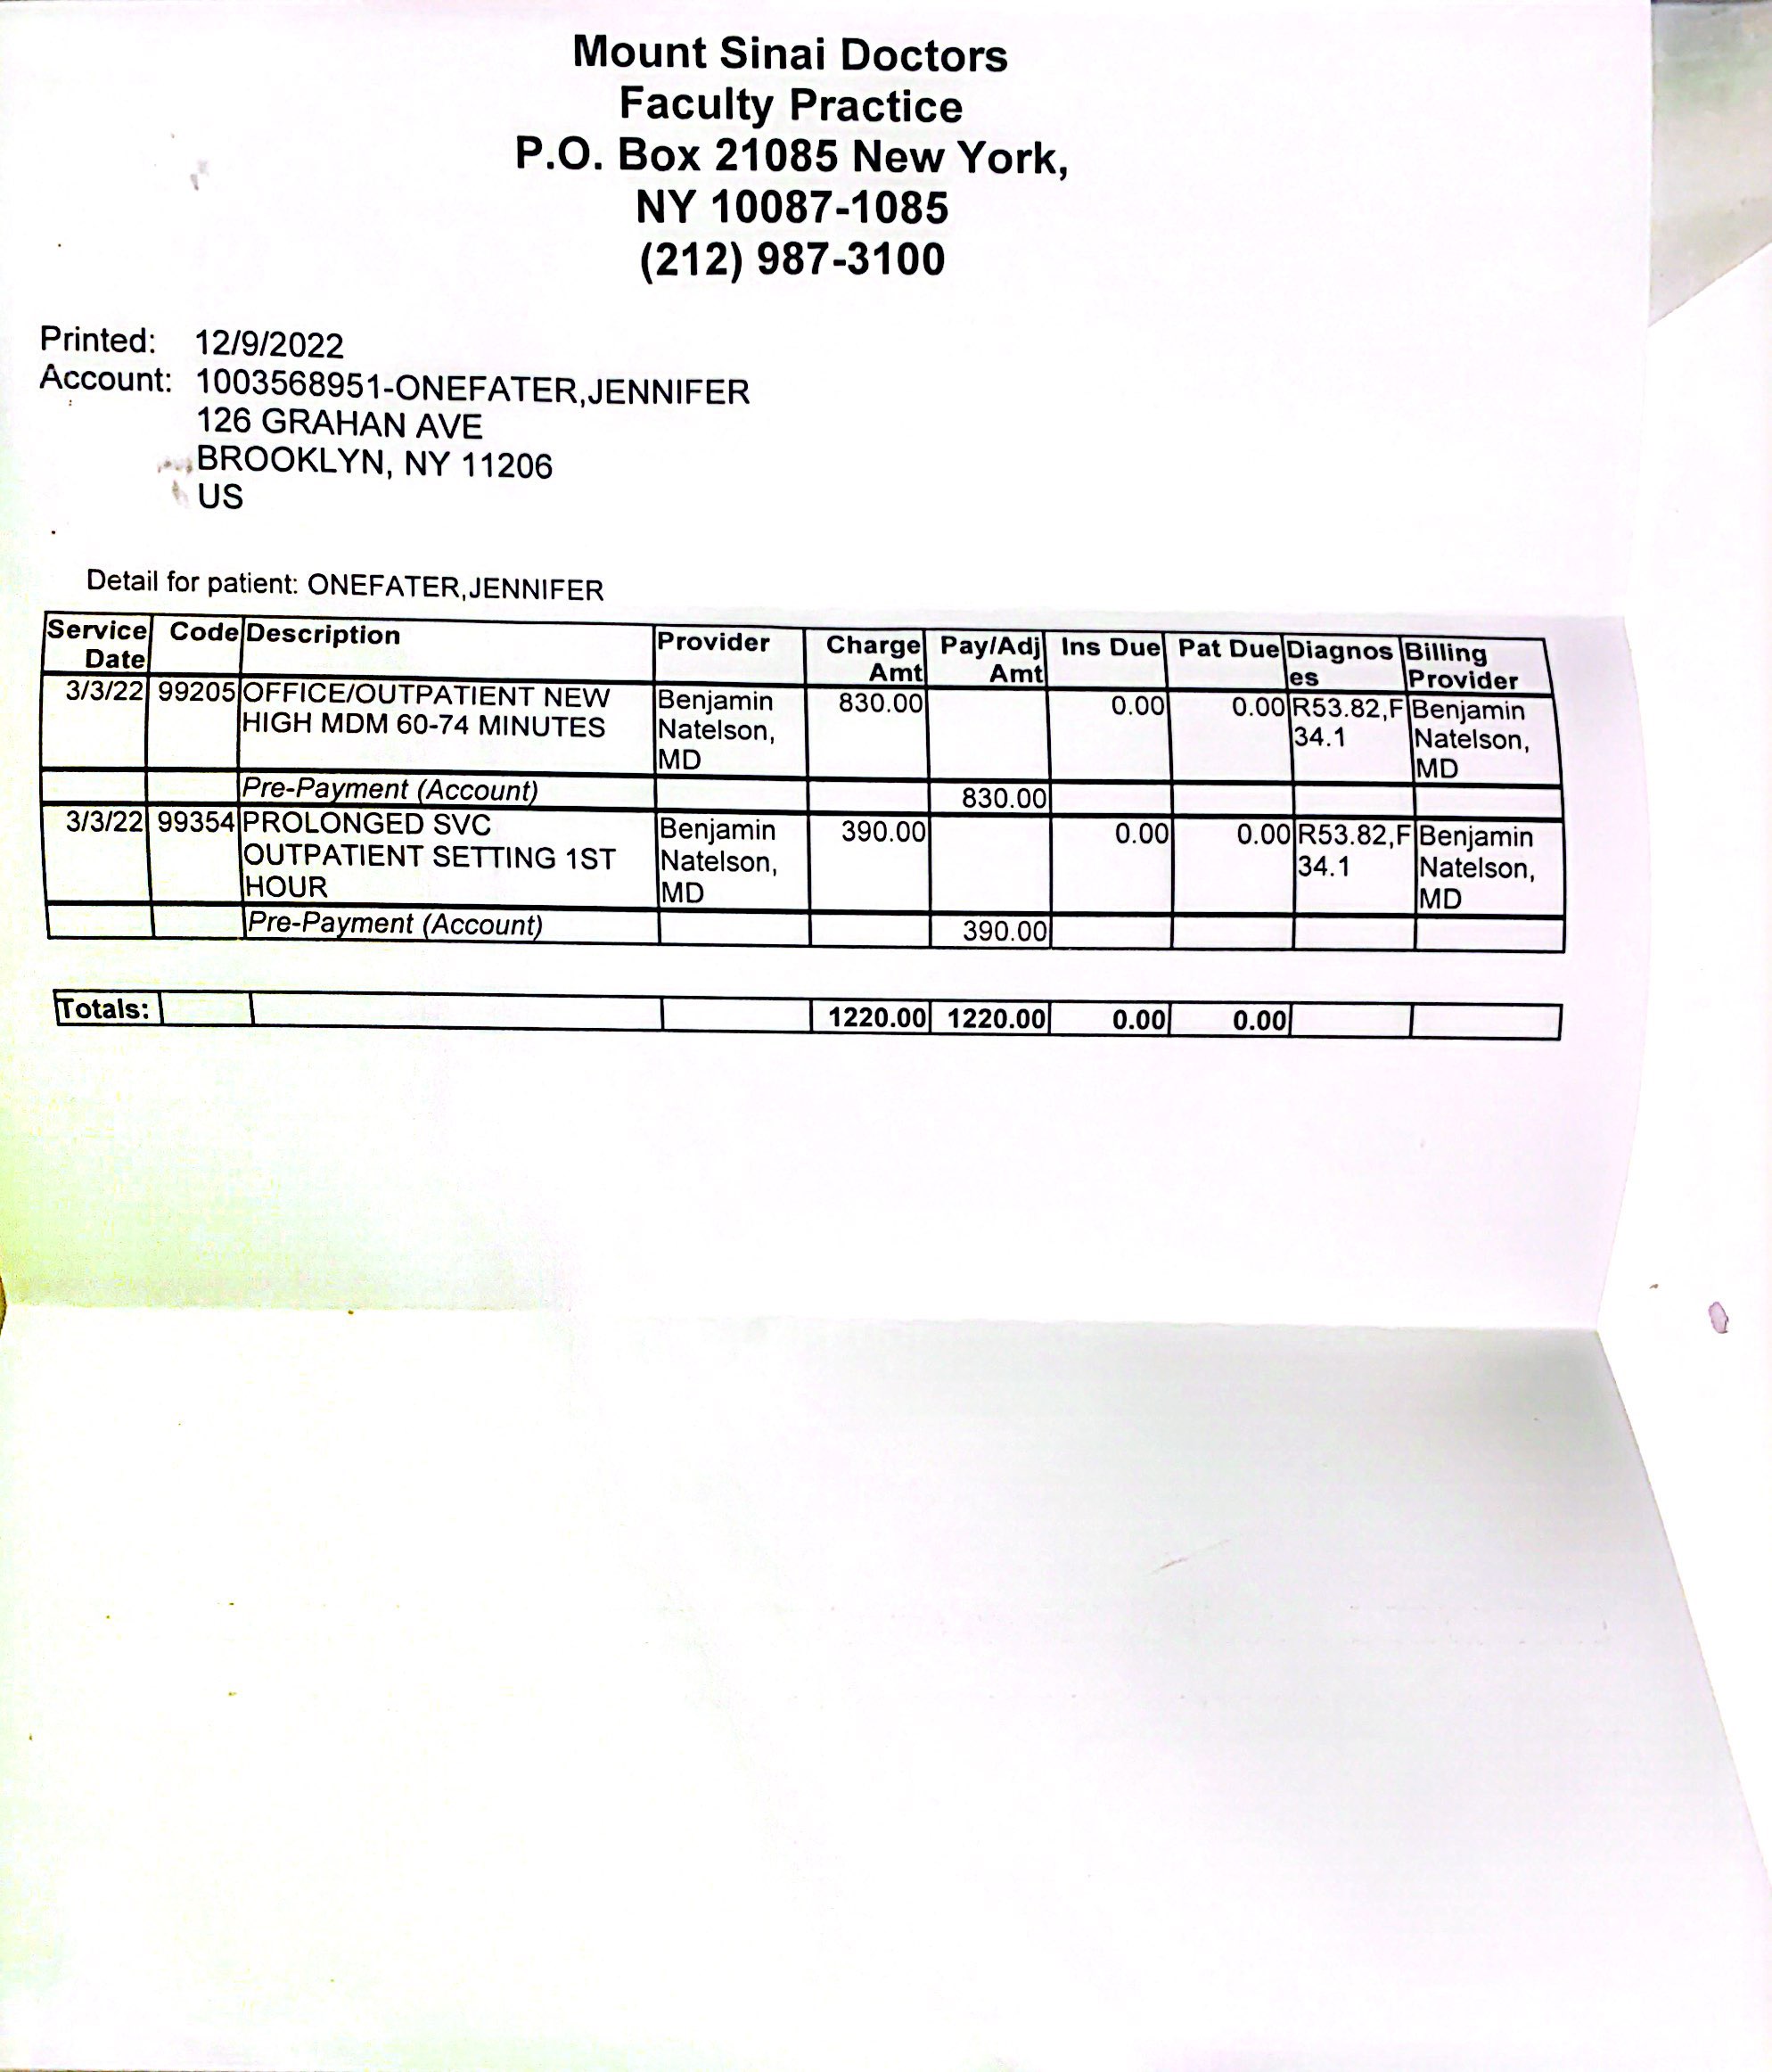 Mount Sinai Doctors
Faculty Practice
P.O. Box 21085 New York,
NY 10087-1085
(212) 987-3100
Printed: 12/9/2022
Account: 1003568951-ONEFATER,JENNIFER
126 GRAHAN AVE
BROOKLYN, NY 11206
US
Detail for patient: ONEFATER,JENNIFER
Service Date Code Description Provider Charge Amt Pay/Adj Amt Ins Due Pat Due Diagnos es Billing Provider
3/3/22 99205 OFFICE/OUTPATIENT NEW Benjamin 830.00 0.00 0.00 R53.82,F Benjamin
HIGH MDM 60-74 MINUTES Natelson, 34.1 Natelson,
MD MD
Pre-Payment (Account) 830.00
3/3/22 99354 PROLONGED SVC Benjamin 390.00 0.00 0.00 R53.82,F Benjamin
OUTPATIENT SETTING 1ST Natelson, 34.1 Natelson,
HOUR MD MD
Pre-Payment (Account) 390.00
Totals: 1220.00 1220.00 0.00 0.00